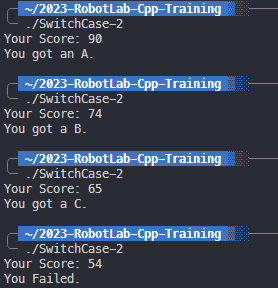 ~/2023-RobotLab-Cpp-Training
./SwitchCase-2
Your Score: 90
You got an A.
~/2023-RobotLab-Cpp-Training
./SwitchCase-2
Your Score: 74
You got a B.
~/2023-RobotLab-Cpp-Training
./SwitchCase-2
Your Score: 65
You got a C.
~/2023-RobotLab-Cpp-Training
./SwitchCase-2
Your Score: 54
You Failed.